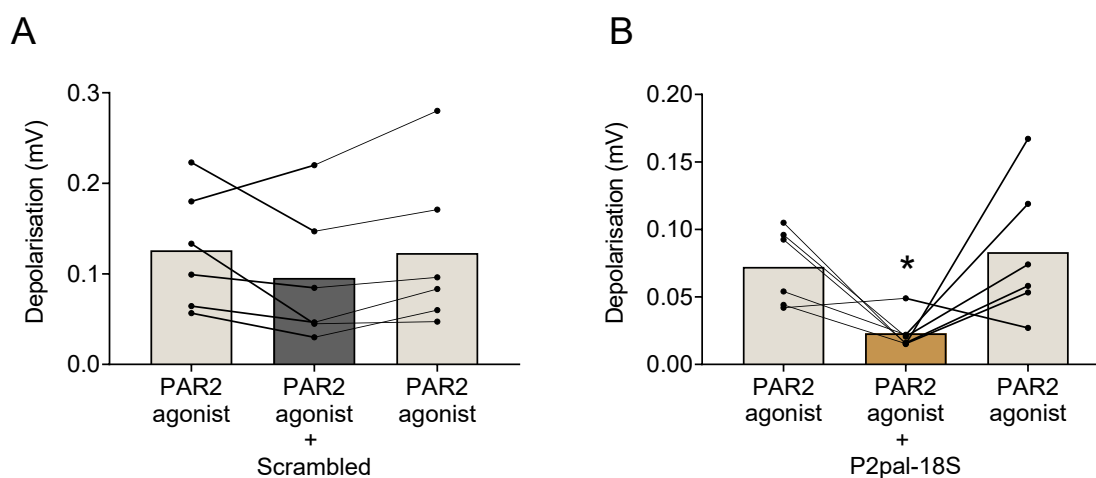 A
Depolarisation (mV)
0.3
0.2
0.1
0.0
PAR2
agonist
PAR2
agonist
+
Scrambled
PAR2
agonist
B
Depolarisation (mV)
0.20
0.15
0.10
0.05
0.00
*
PAR2
agonist
PAR2
agonist
+
P2pal-18S
PAR2
agonist